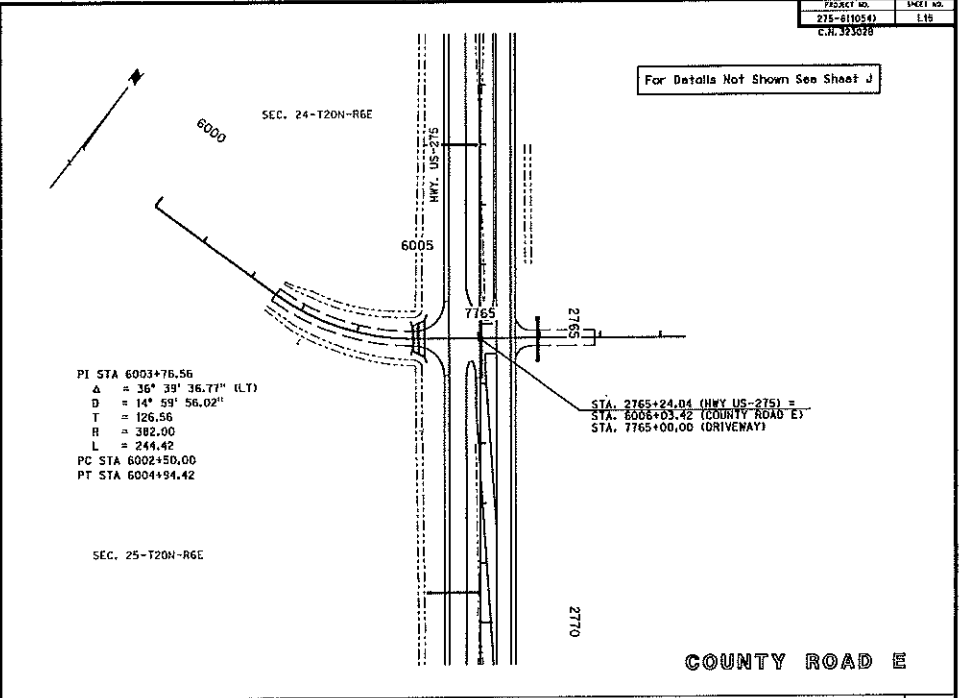 PROJECT NO. SHEET NO.
275-6(1054) L16
C.N. 32302B
For Details Not Shown See Sheet J
SEC. 24-T20N-R6E
6000
HWY. US-275
6005
7765
2765
PI STA 6003+76.56
Δ = 36° 39' 36.77" (LT)
D = 14° 59' 56.02"
T = 126.56
R = 382.00
L = 244.42
PC STA 6002+50.00
PT STA 6004+94.42
STA. 2765+24.04 (HWY US-275) =
STA. 6006+03.42 (COUNTY ROAD E)
STA. 7765+00.00 (DRIVEWAY)
SEC. 25-T20N-R6E
2770
COUNTY ROAD E